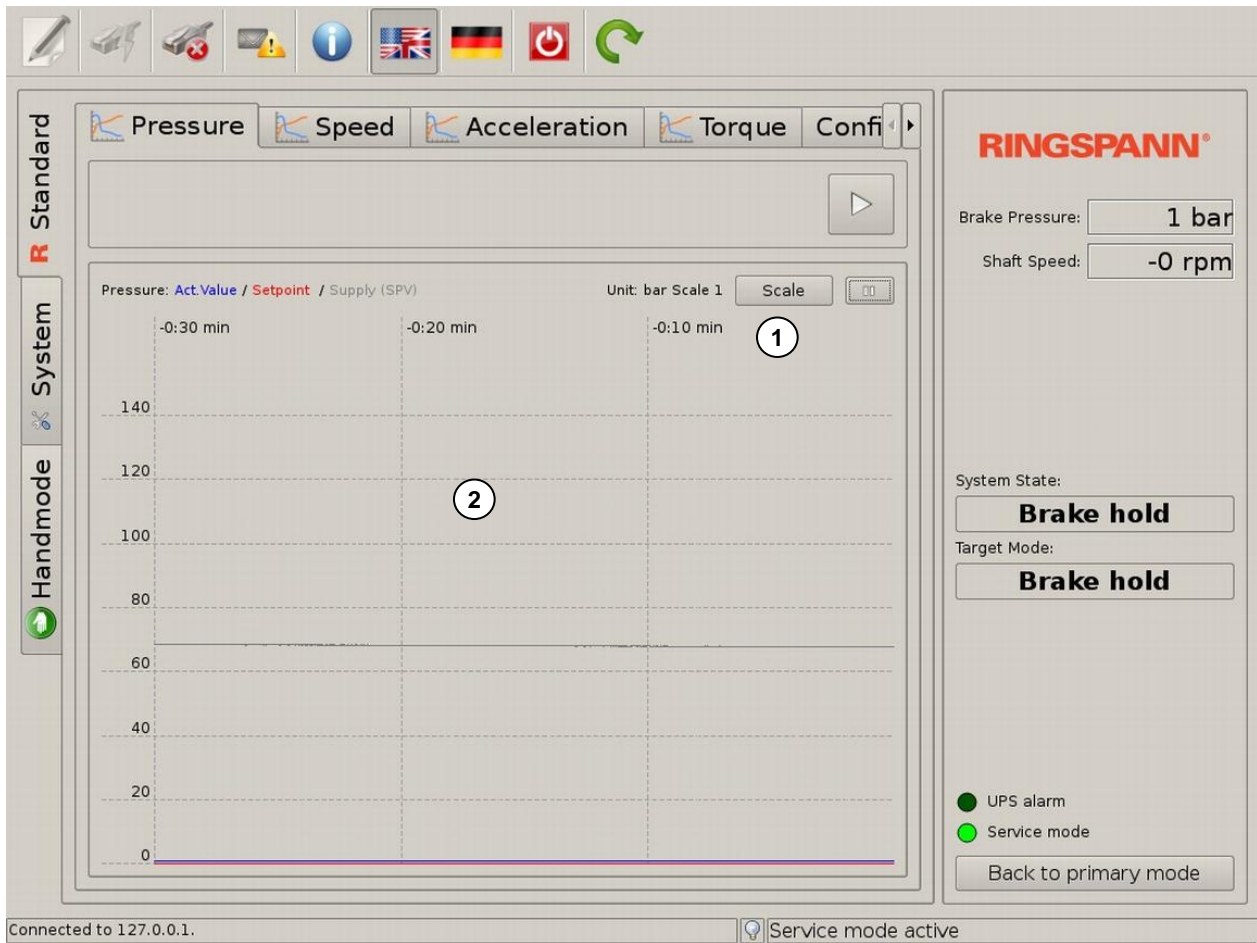 Standard
System
Handmode
Pressure
Speed
Acceleration
Torque
Confi
Pressure: Act.Value / Setpoint / Supply (SPV)
Unit: bar Scale 1
Scale
-0:30 min
-0:20 min
-0:10 min
1
140
120
2
100
80
60
40
20
0
RINGSPANN®
Brake Pressure: 1 bar
Shaft Speed: -0 rpm
System State:
Brake hold
Target Mode:
Brake hold
UPS alarm
Service mode
Back to primary mode
Connected to 127.0.0.1.
Service mode active